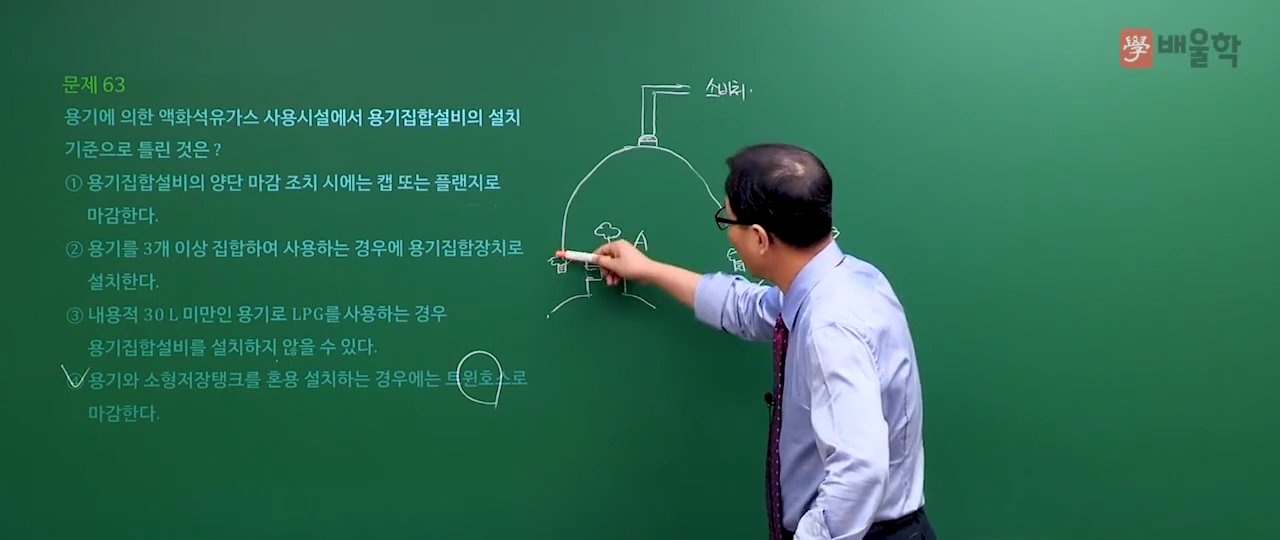 學 배울학
문제 63
용기에 의한 액화석유가스 사용시설에서 용기집합설비의 설치
기준으로 틀린 것은?
① 용기집합설비의 양단 마감 조치 시에는 캡 또는 플랜지로
마감한다.
② 용기를 3개 이상 집합하여 사용하는 경우에 용기집합장치로
설치한다.
③ 내용적 30 L 미만인 용기로 LPG를 사용하는 경우
용기집합설비를 설치하지 않을 수 있다.
④ 용기와 소형저장탱크를 혼용 설치하는 경우에는 트윈호스로
마감한다.
소비처.
A